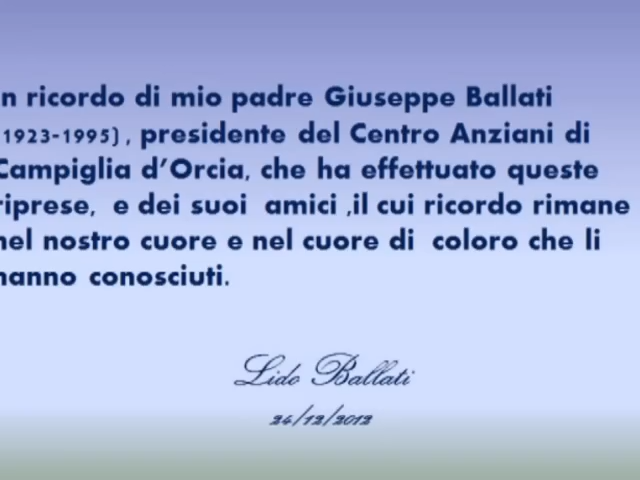 n ricordo di mio padre Giuseppe Ballati
1923-1995), presidente del Centro Anziani di
Campiglia d'Orcia, che ha effettuato queste
riprese, e dei suoi amici ,il cui ricordo rimane
nel nostro cuore e nel cuore di coloro che li
hanno conosciuti.
Lido Ballati
24/12/2012